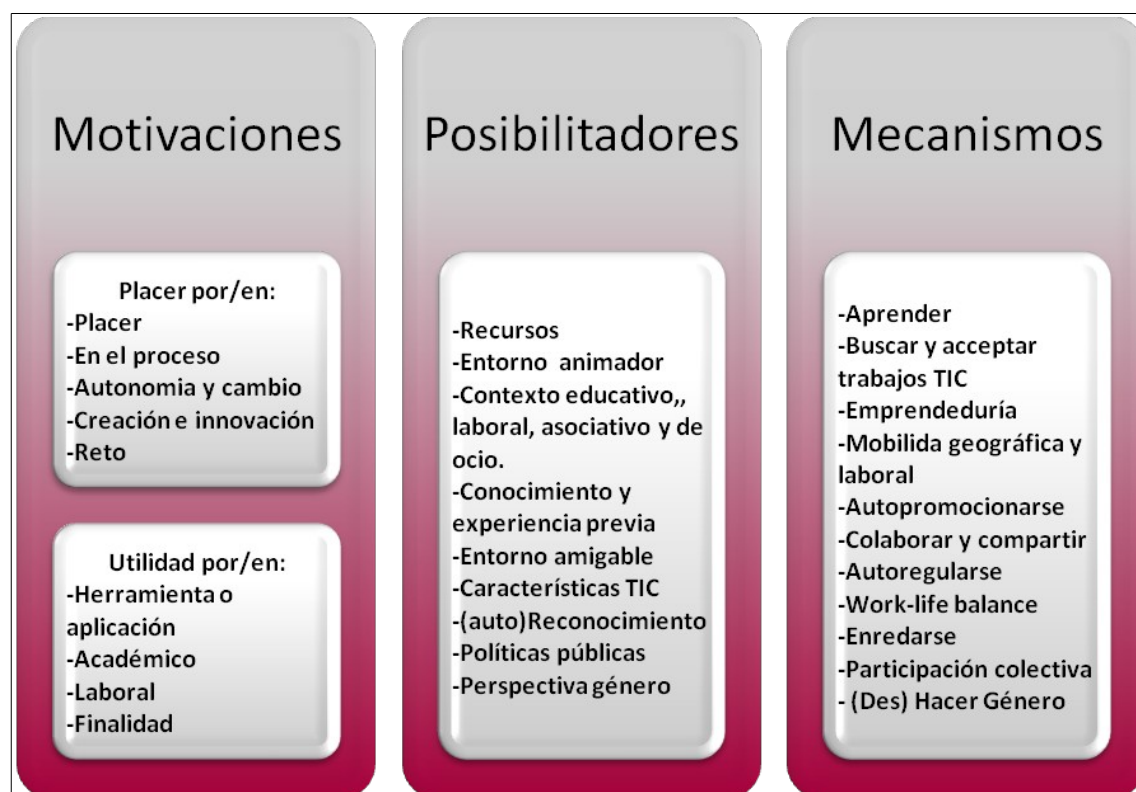 Motivaciones
Placer por/en:
-Placer
-En el proceso
-Autonomia y cambio
-Creación e innovación
-Reto
Utilidad por/en:
-Herramienta o
aplicación
-Académico
-Laboral
-Finalidad
Posibilitadores
-Recursos
-Entorno animador
-Contexto educativo,,
laboral, asociativo y de
ocio.
-Conocimiento y
experiencia previa
-Entorno amigable
-Características TIC
-(auto)Reconocimiento
-Políticas públicas
-Perspectiva género
Mecanismos
-Aprender
-Buscar y acceptar
trabajos TIC
-Emprendeduría
-Mobilida geográfica y
laboral
-Autopromocionarse
-Colaborar y compartir
-Autoregularse
-Work-life balance
-Enredarse
-Participación colectiva
- (Des) Hacer Género